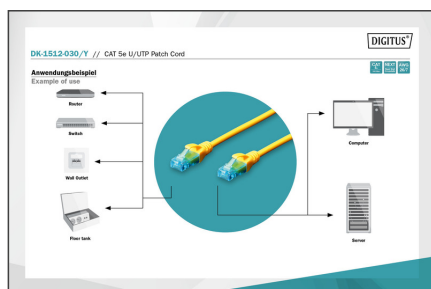 DIGITUS®
DK-1512-030/Y // CAT 5e U/UTP Patch Cord
Anwendungsbeispiel
Example of use
Router
Switch
Wall Outlet
Floor tank
Computer
Server